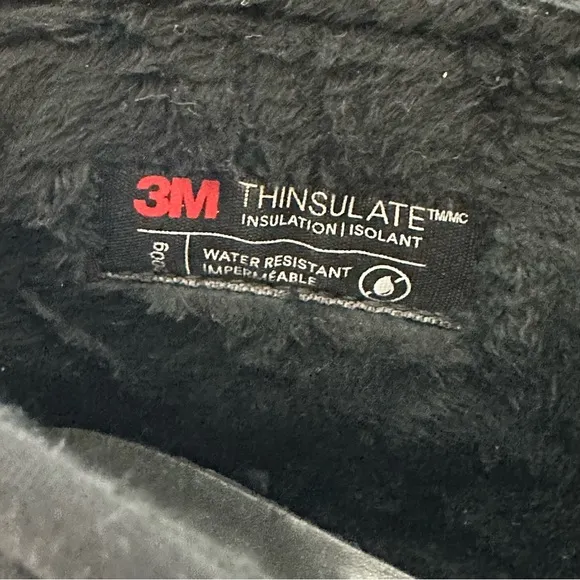 3M THINSULATE™/MC
INSULATION | ISOLANT
WATER RESISTANT
IMPERMÉABLE